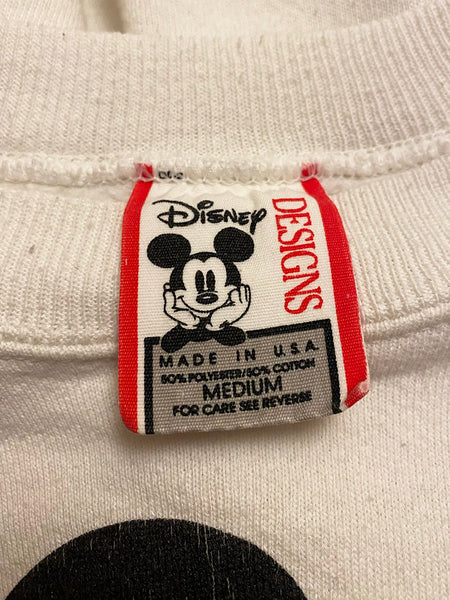 Disney
DESIGNS
MADE IN U.S.A.
50% POLYESTER/50% COTTON
MEDIUM
FOR CARE SEE REVERSE